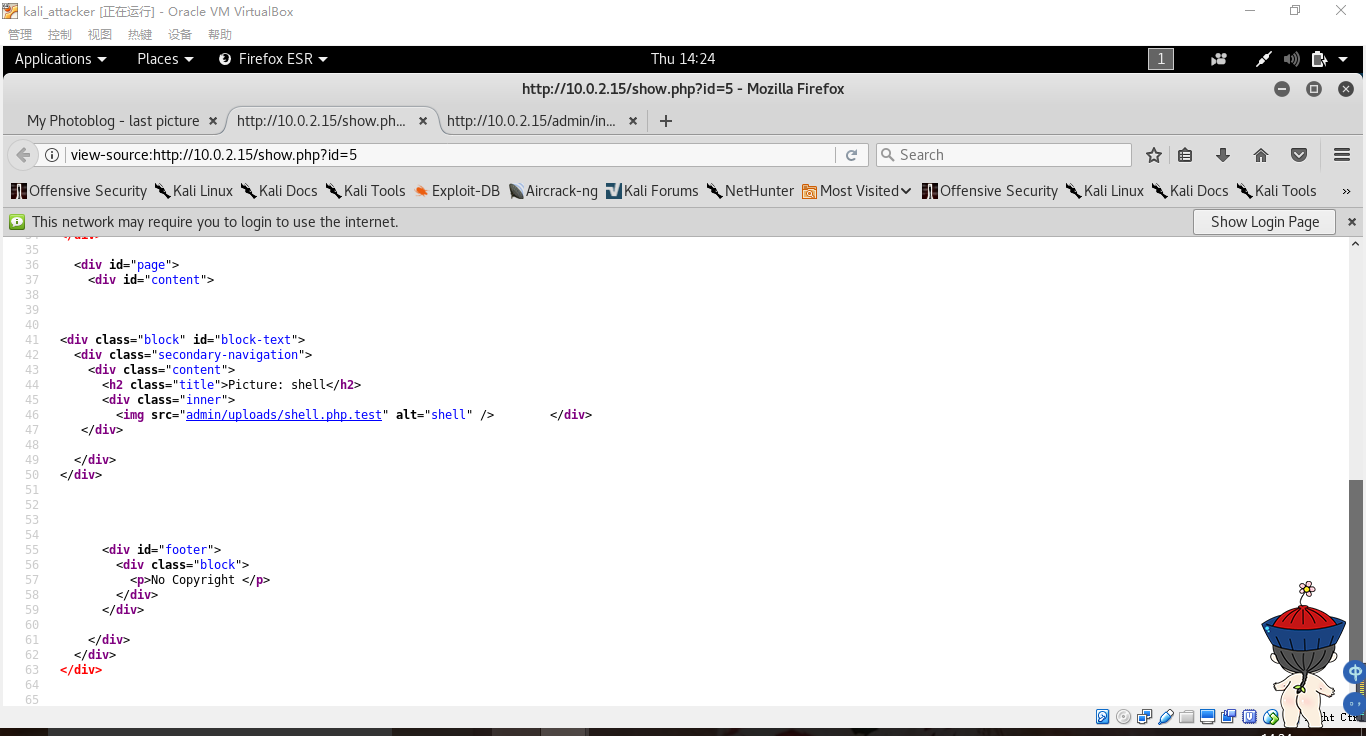 kali_attacker [正在运行] - Oracle VM VirtualBox
管理 控制 视图 热键 设备 帮助
Applications Places Firefox ESR Thu 14:24 1
http://10.0.2.15/show.php?id=5 - Mozilla Firefox
My Photoblog - last picture × http://10.0.2.15/show.ph... × http://10.0.2.15/admin/in... × +
view-source:http://10.0.2.15/show.php?id=5 Search
Offensive Security Kali Linux Kali Docs Kali Tools Exploit-DB Aircrack-ng Kali Forums NetHunter Most Visited Offensive Security Kali Linux Kali Docs Kali Tools »
This network may require you to login to use the internet. Show Login Page ×
35
36 <div id="page">
37 <div id="content">
38
39
40
41 <div class="block" id="block-text">
42 <div class="secondary-navigation">
43 <div class="content">
44 <h2 class="title">Picture: shell</h2>
45 <div class="inner">
46 <img src="admin/uploads/shell.php.test" alt="shell" /> </div>
47 </div>
48
49 </div>
50 </div>
51
52
53
54
55 <div id="footer">
56 <div class="block">
57 <p>No Copyright </p>
58 </div>
59 </div>
60
61 </div>
62 </div>
63 </div>
64
65